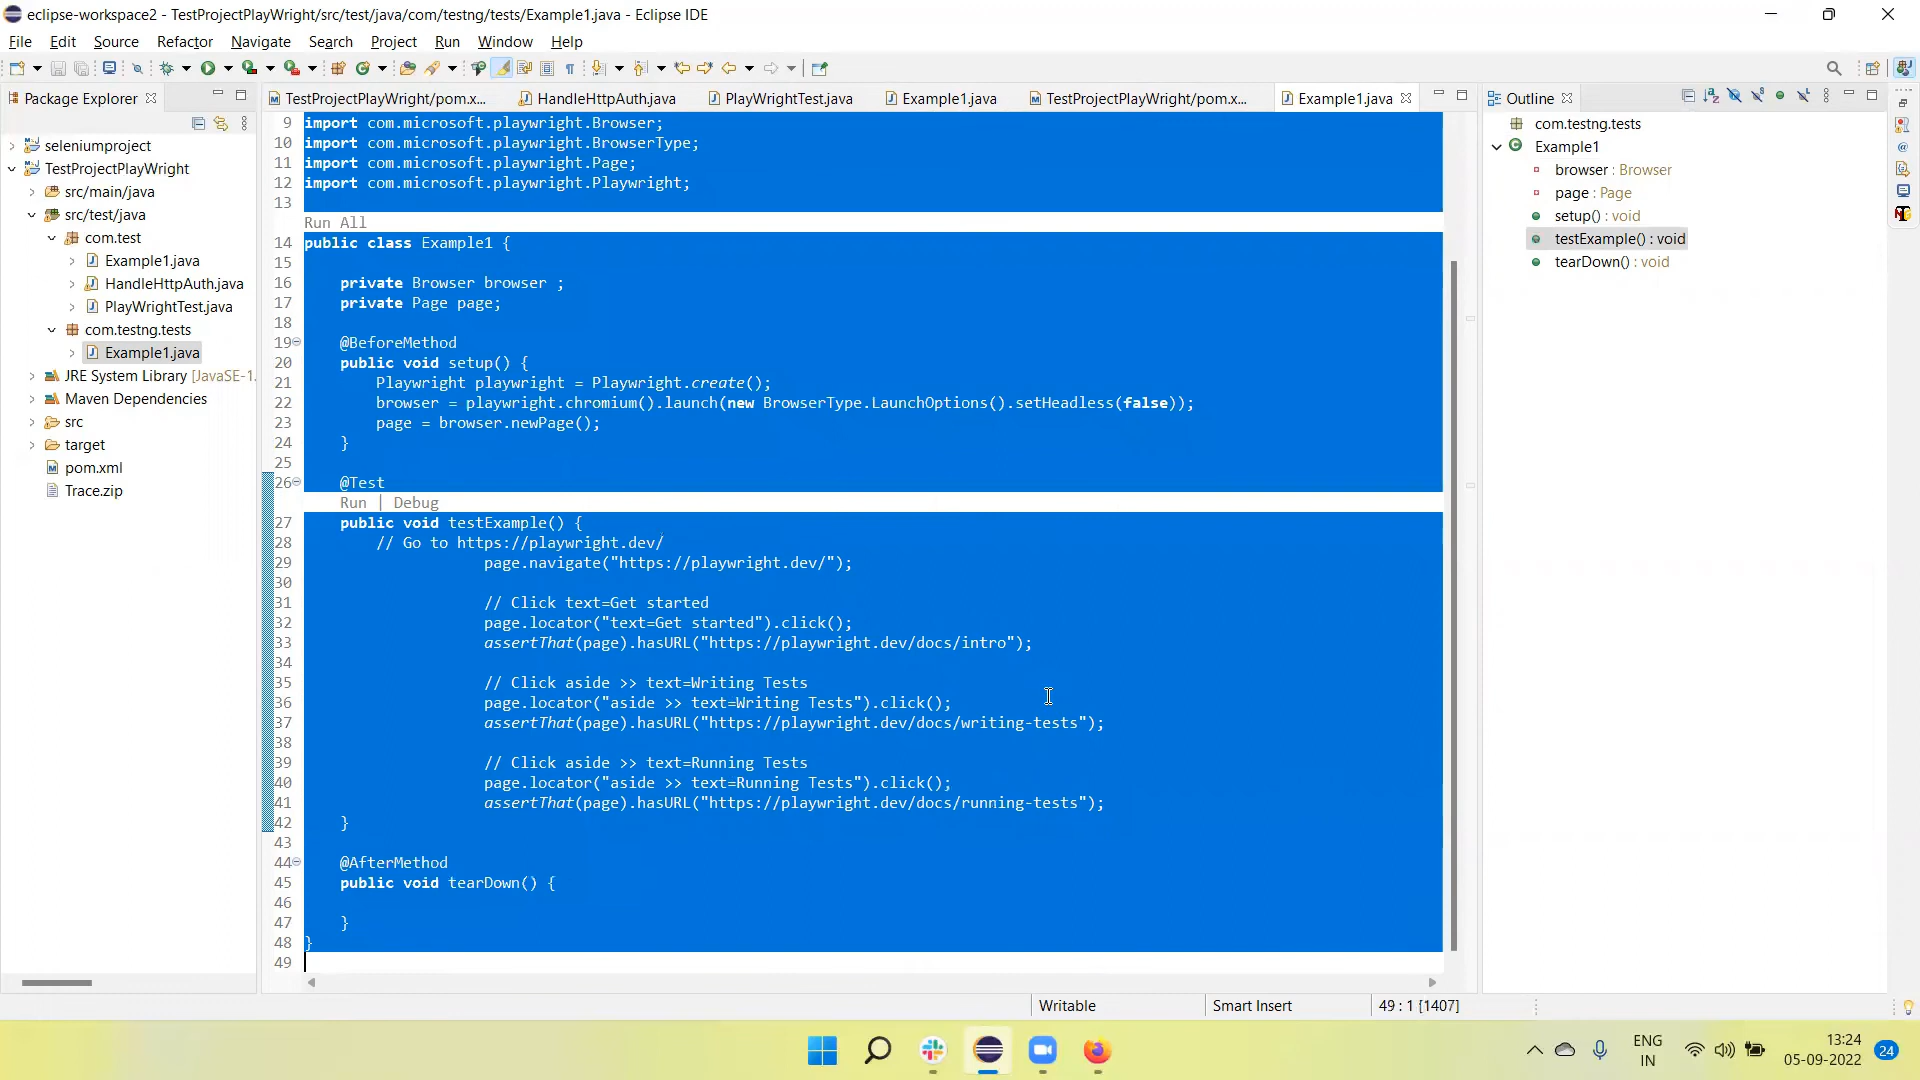 eclipse-workspace2 - TestProjectPlayWright/src/test/java/com/testng/tests/Example1.java - Eclipse IDE
File Edit Source Refactor Navigate Search Project Run Window Help
Package Explorer
TestProjectPlayWright/pom.x... HandleHttpAuth.java PlayWrightTest.java Example1.java TestProjectPlayWright/pom.x... Example1.java
Outline
seleniumproject
TestProjectPlayWright
src/main/java
src/test/java
com.test
Example1.java
HandleHttpAuth.java
PlayWrightTest.java
com.testng.tests
Example1.java
JRE System Library [JavaSE-1.
Maven Dependencies
src
target
pom.xml
Trace.zip
9 import com.microsoft.playwright.Browser;
10 import com.microsoft.playwright.BrowserType;
11 import com.microsoft.playwright.Page;
12 import com.microsoft.playwright.Playwright;
13
Run All
14 public class Example1 {
15
16 private Browser browser ;
17 private Page page;
18
19 @BeforeMethod
20 public void setup() {
21 Playwright playwright = Playwright.create();
22 browser = playwright.chromium().launch(new BrowserType.LaunchOptions().setHeadless(false));
23 page = browser.newPage();
24 }
25
26 @Test
Run | Debug
27 public void testExample() {
28 // Go to https://playwright.dev/
29 page.navigate("https://playwright.dev/");
30
31 // Click text=Get started
32 page.locator("text=Get started").click();
33 assertThat(page).hasURL("https://playwright.dev/docs/intro");
34
35 // Click aside >> text=Writing Tests
36 page.locator("aside >> text=Writing Tests").click();
37 assertThat(page).hasURL("https://playwright.dev/docs/writing-tests");
38
39 // Click aside >> text=Running Tests
40 page.locator("aside >> text=Running Tests").click();
41 assertThat(page).hasURL("https://playwright.dev/docs/running-tests");
42 }
43
44 @AfterMethod
45 public void tearDown() {
46
47 }
48 }
49
com.testng.tests
Example1
browser : Browser
page : Page
setup() : void
testExample() : void
tearDown() : void
Writable Smart Insert 49 : 1 [1407]
ENG
IN
13:24
05-09-2022
24